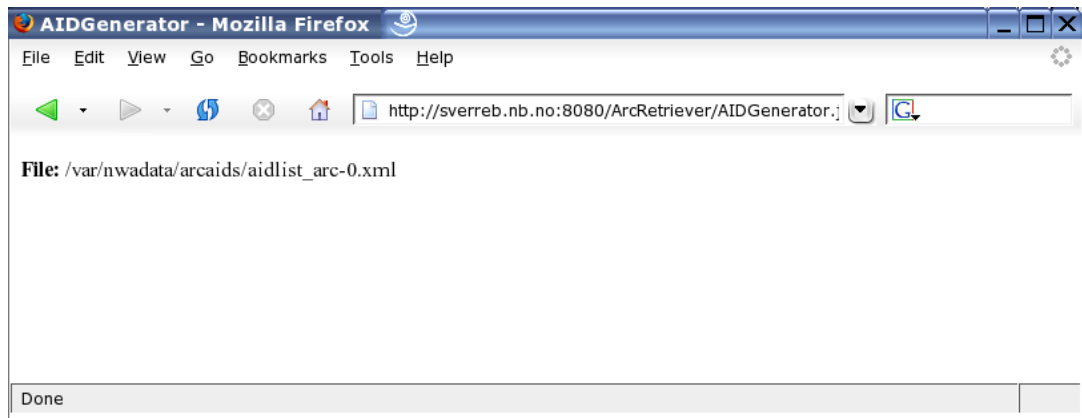 AIDGenerator - Mozilla Firefox
File Edit View Go Bookmarks Tools Help
http://sverreb.nb.no:8080/ArcRetriever/AIDGenerator.j G
File: /var/nwadata/arcaids/aidlist_arc-0.xml
Done